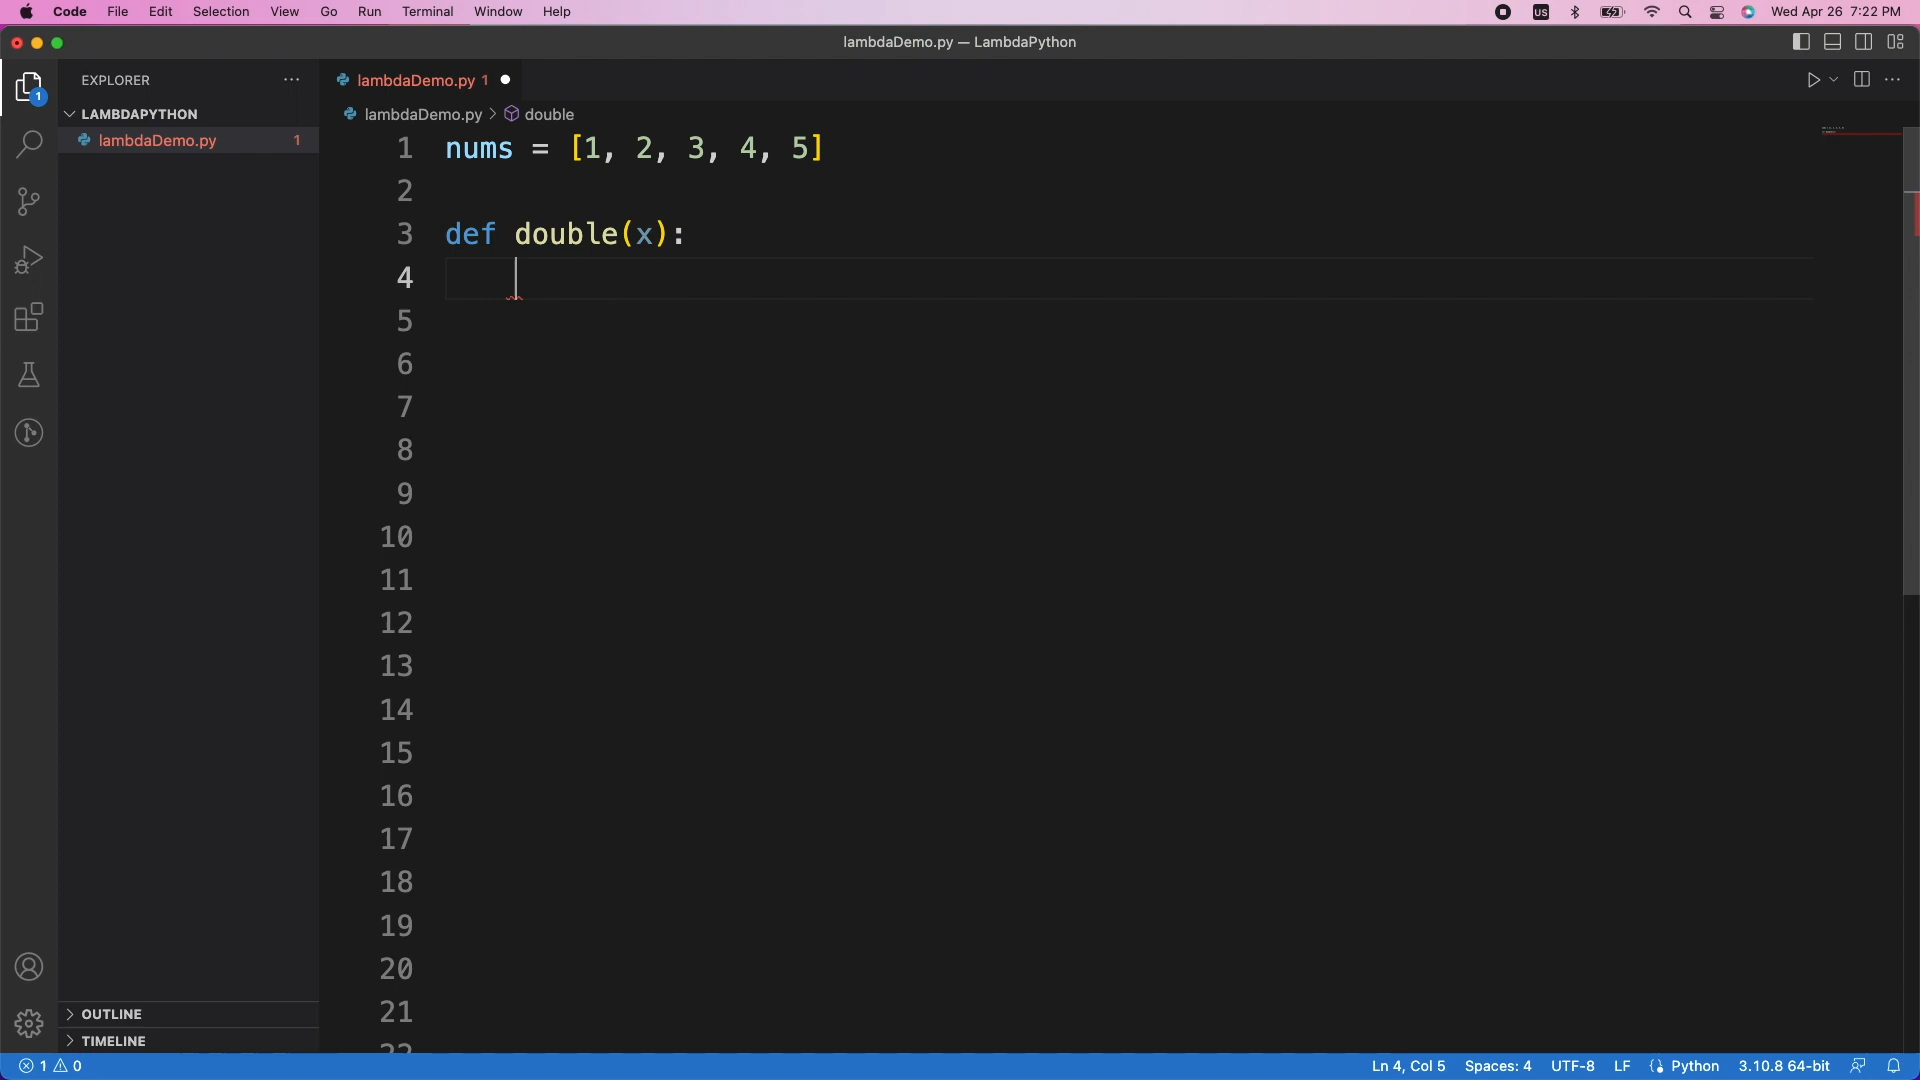 Code File Edit Selection View Go Run Terminal Window Help US Wed Apr 26 7:22 PM
lambdaDemo.py — LambdaPython
1
EXPLORER
LAMBDAPYTHON
lambdaDemo.py 1
lambdaDemo.py 1
lambdaDemo.py > double
1 nums = [1, 2, 3, 4, 5]
2
3 def double(x):
4
5
6
7
8
9
10
11
12
13
14
15
16
17
18
19
20
21
22
OUTLINE
TIMELINE
1 0 Ln 4, Col 5 Spaces: 4 UTF-8 LF Python 3.10.8 64-bit